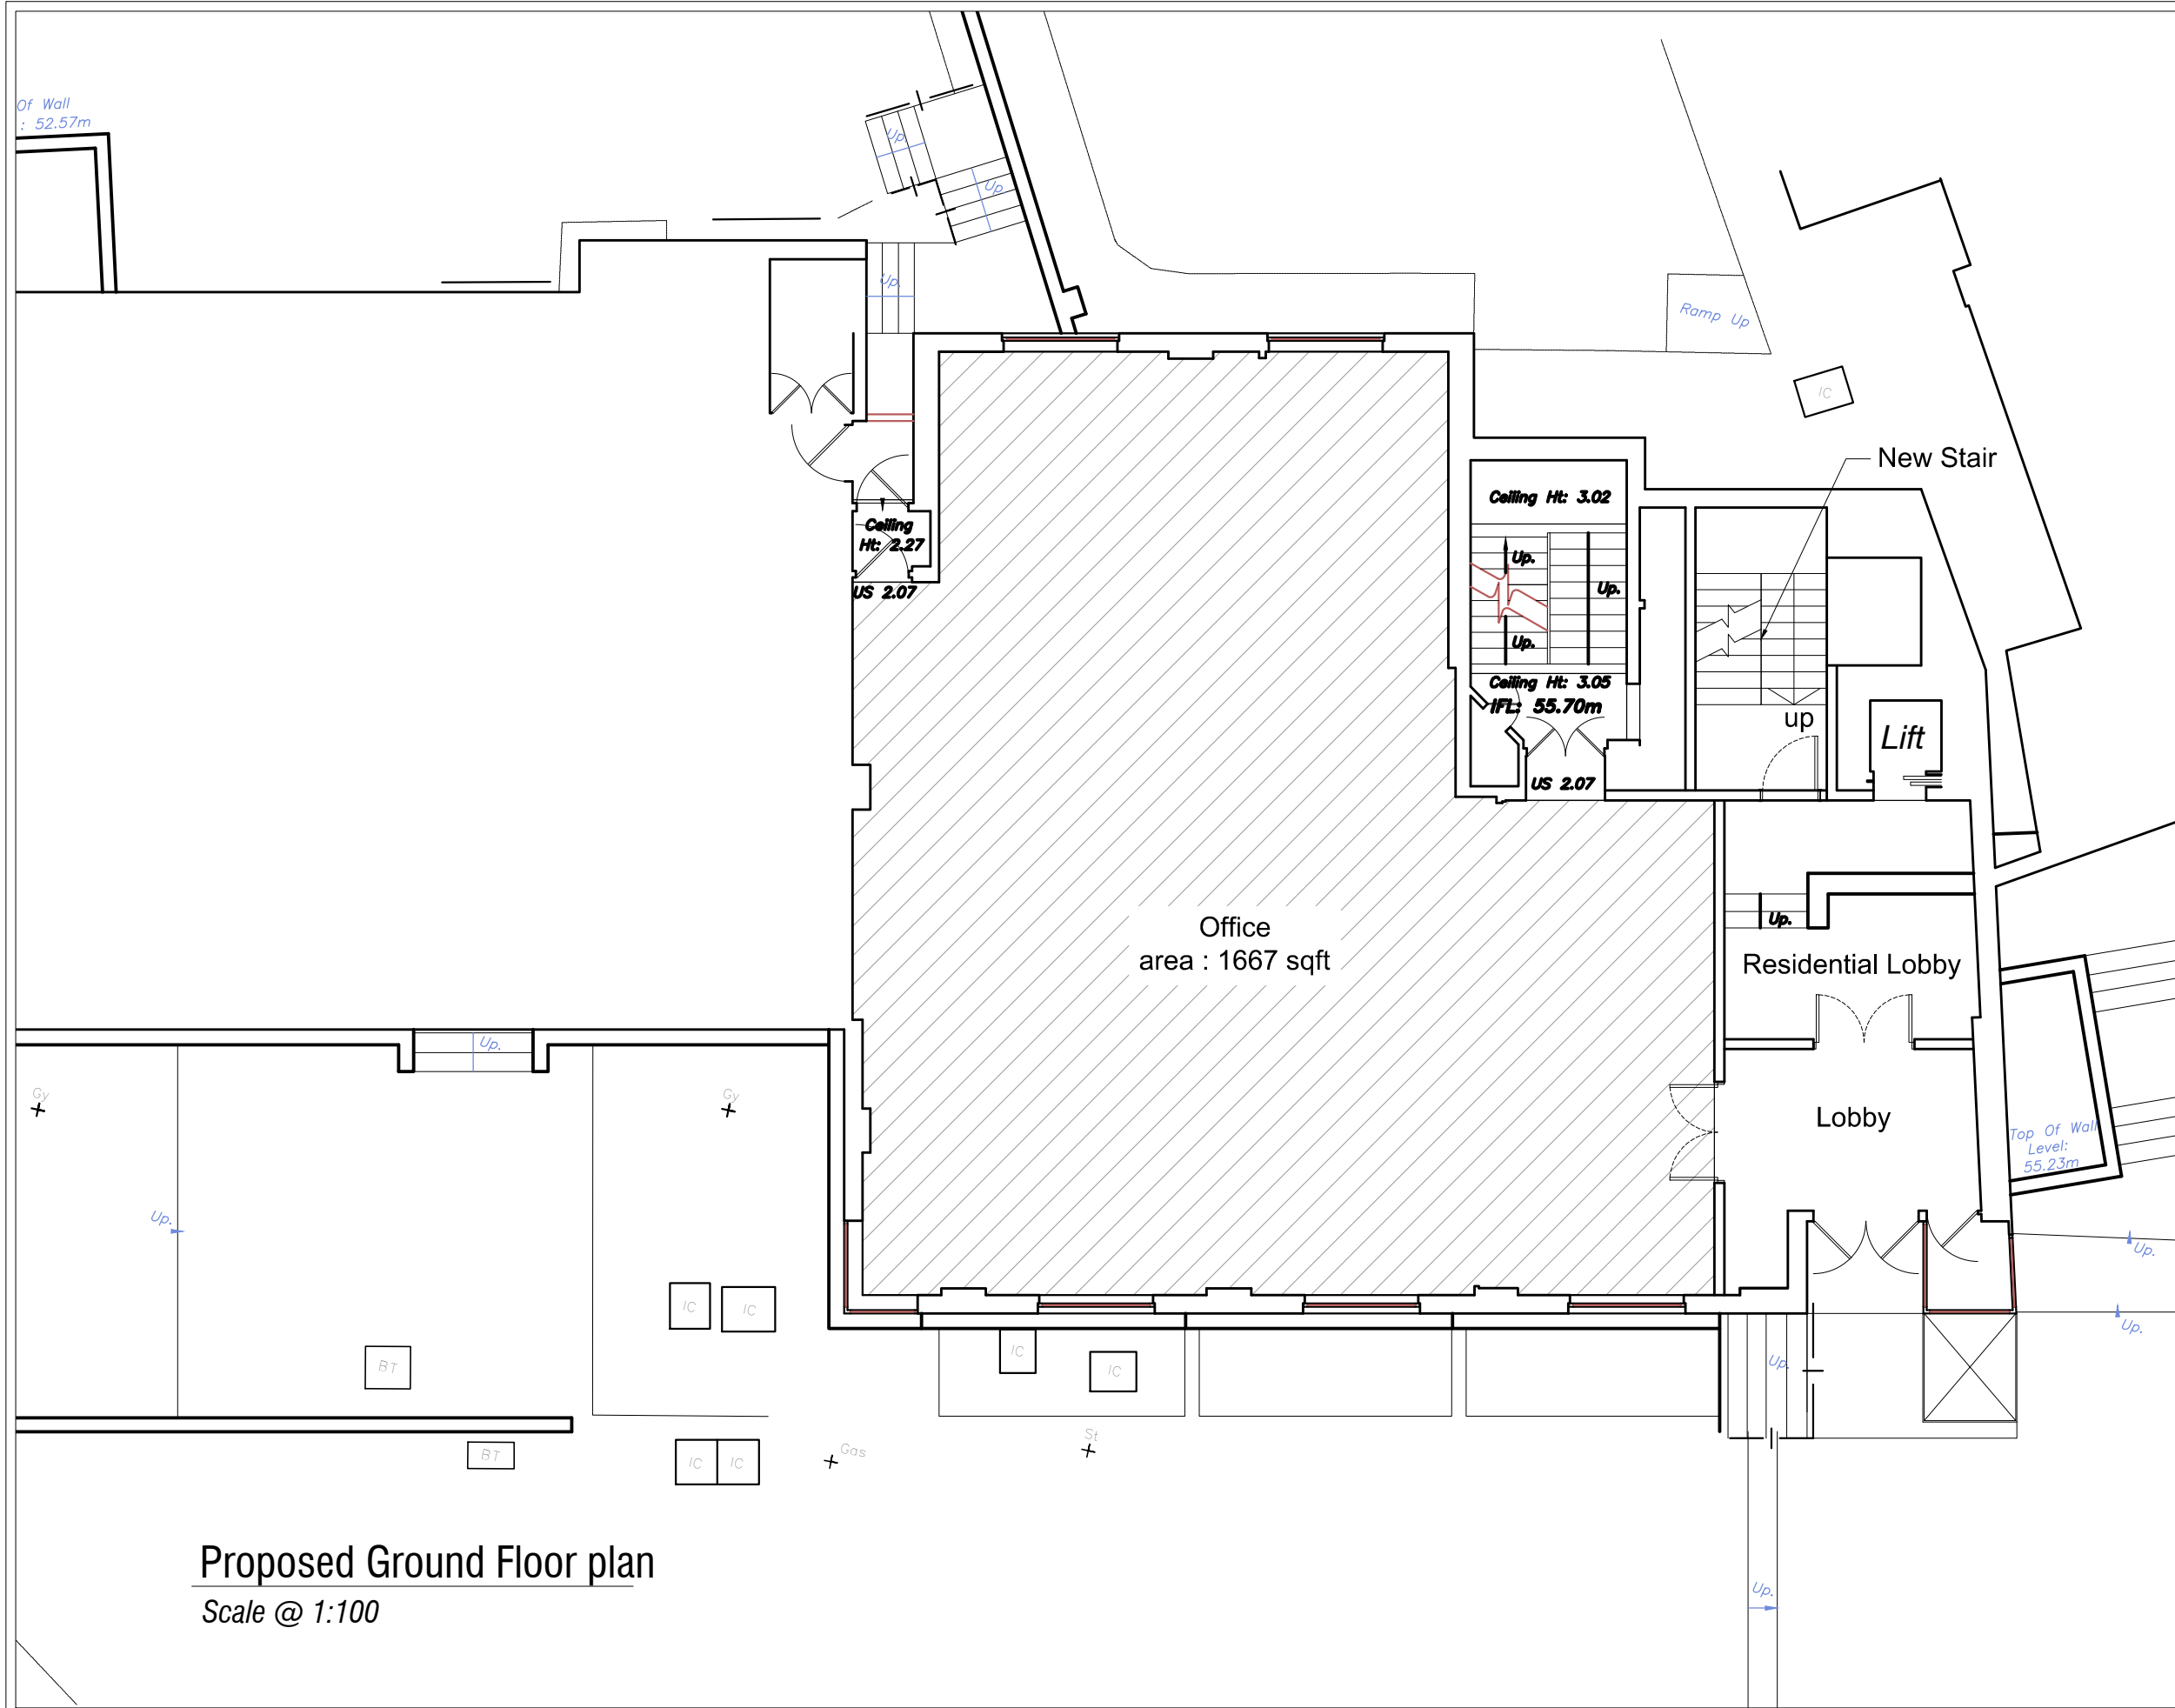 Of Wall
: 52.57m
Up.
Up
Up.
Ramp Up
IC
New Stair
Ceiling Ht: 3.02
Ceiling
Ht: 2.27
US 2.07
Up.
Up.
Up.
Ceiling Ht: 3.05
IFL: 55.70m
US 2.07
up
Lift
Office
area : 1667 sqft
Up.
Residential Lobby
Up.
Gy
Gy
Lobby
Top Of Wall
Level:
55.23m
Up.
Up.
Up.
IC
IC
BT
IC
IC
Up.
BT
IC
IC
Gas
St
Proposed Ground Floor plan
Scale @ 1:100
Up.